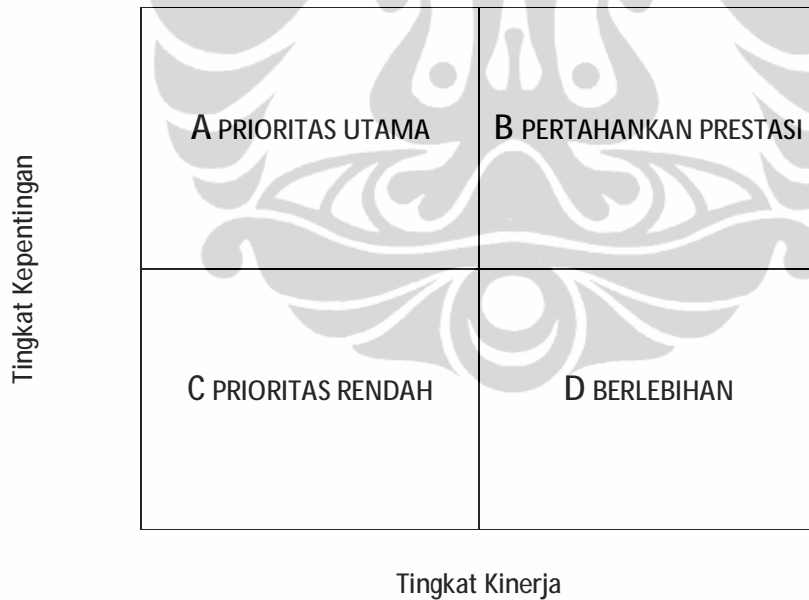 A PRIORITAS UTAMA
B PERTAHANKAN PRESTASI
Tingkat Kepentingan
C PRIORITAS RENDAH
D BERLEBIHAN
Tingkat Kinerja